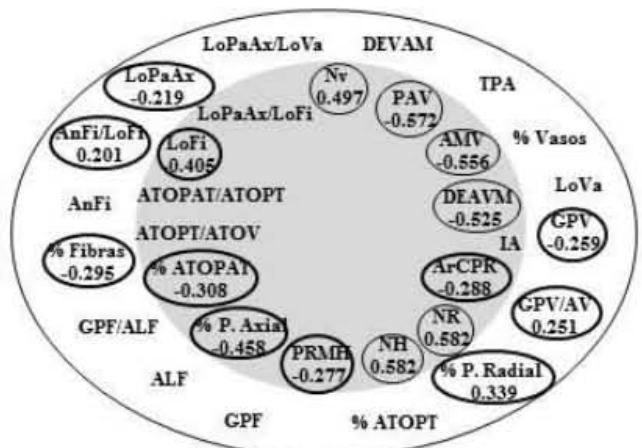 LoPaAx/LoVa
DEVAM
LoPaAx
-0.219
Nv
0.497
TPA
PAV
-0.572
LoPaAx/LoFi
AnFi/LoFi
0.201
LoFi
0.405
AMV
-0.556
% Vasos
AnFi
ATOPAT/ATOPT
DEAVM
-0.525
LoVa
GPV
-0.259
ATOPT/ATOV
IA
% Fibras
-0.295
% ATOPAT
-0.308
ArCPR
-0.288
GPV/AV
0.251
GPF/ALF
% P. Axial
-0.458
NR
0.582
PRMH
-0.277
NH
0.582
% P. Radial
0.339
ALF
GPF
% ATOPT